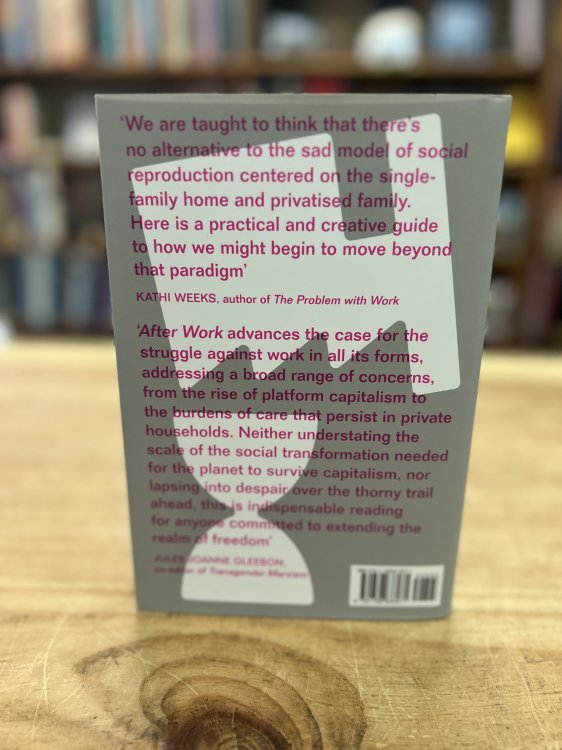 ‘We are taught to think that there’s
no alternative to the sad model of social
reproduction centered on the single-
family home and privatised family.
Here is a practical and creative guide
to how we might begin to move beyond
that paradigm’
KATHI WEEKS, author of The Problem with Work
‘After Work advances the case for the
struggle against work in all its forms,
addressing a broad range of concerns,
from the rise of platform capitalism to
the burdens of care that persist in private
households. Neither understating the
scale of the social transformation needed
for the planet to survive capitalism, nor
lapsing into despair over the thorny trail
ahead, this is indispensable reading
for anyone committed to extending the
realm of freedom’
JULES JOANNE GLEESON,
co-editor of Transgender Marxism